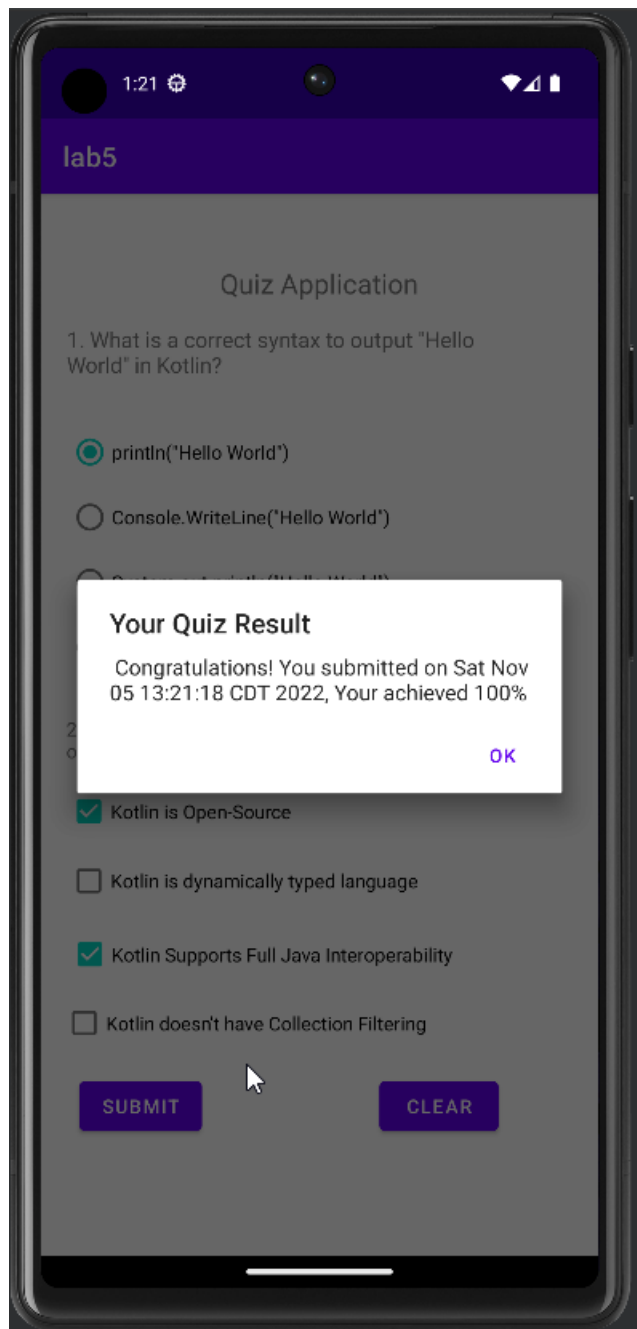 1:21
lab5
Quiz Application
1. What is a correct syntax to output "Hello
World" in Kotlin?
println("Hello World")
Console.WriteLine("Hello World")
Your Quiz Result
Congratulations! You submitted on Sat Nov
05 13:21:18 CDT 2022, Your achieved 100%
OK
2
o
Kotlin is Open-Source
Kotlin is dynamically typed language
Kotlin Supports Full Java Interoperability
Kotlin doesn't have Collection Filtering
SUBMIT
CLEAR